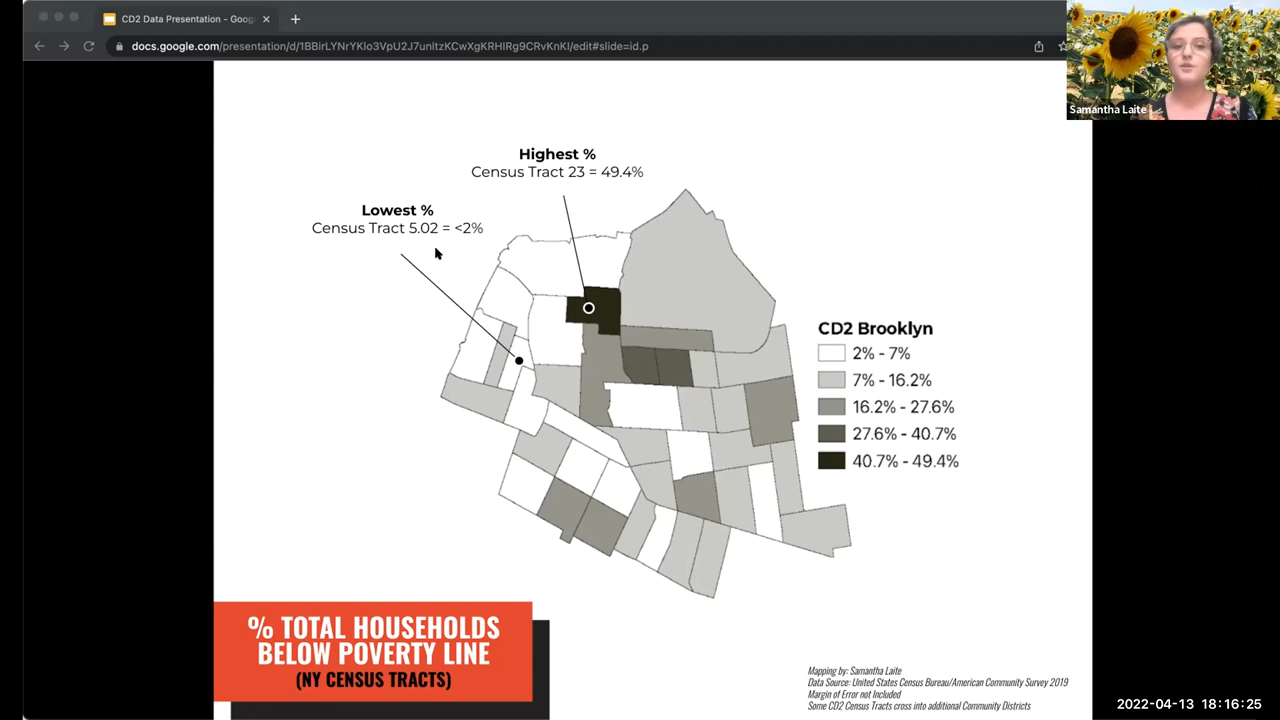 CD2 Data Presentation - Goog
docs.google.com/presentation/d/1BBirLYNrYKlo3VpU2J7unltzKCwXgKRHlRg9CRvKnKI/edit#slide=id.p
Samantha Laite
Highest %
Census Tract 23 = 49.4%
Lowest %
Census Tract 5.02 = <2%
CD2 Brooklyn
2% - 7%
7% - 16.2%
16.2% - 27.6%
27.6% - 40.7%
40.7% - 49.4%
% TOTAL HOUSEHOLDS
BELOW POVERTY LINE
(NY CENSUS TRACTS)
Mapping by: Samantha Laite
Data Source: United States Census Bureau/American Community Survey 2019
Margin of Error not Included
Some CD2 Census Tracts cross into additional Community Districts
2022-04-13 18:16:25